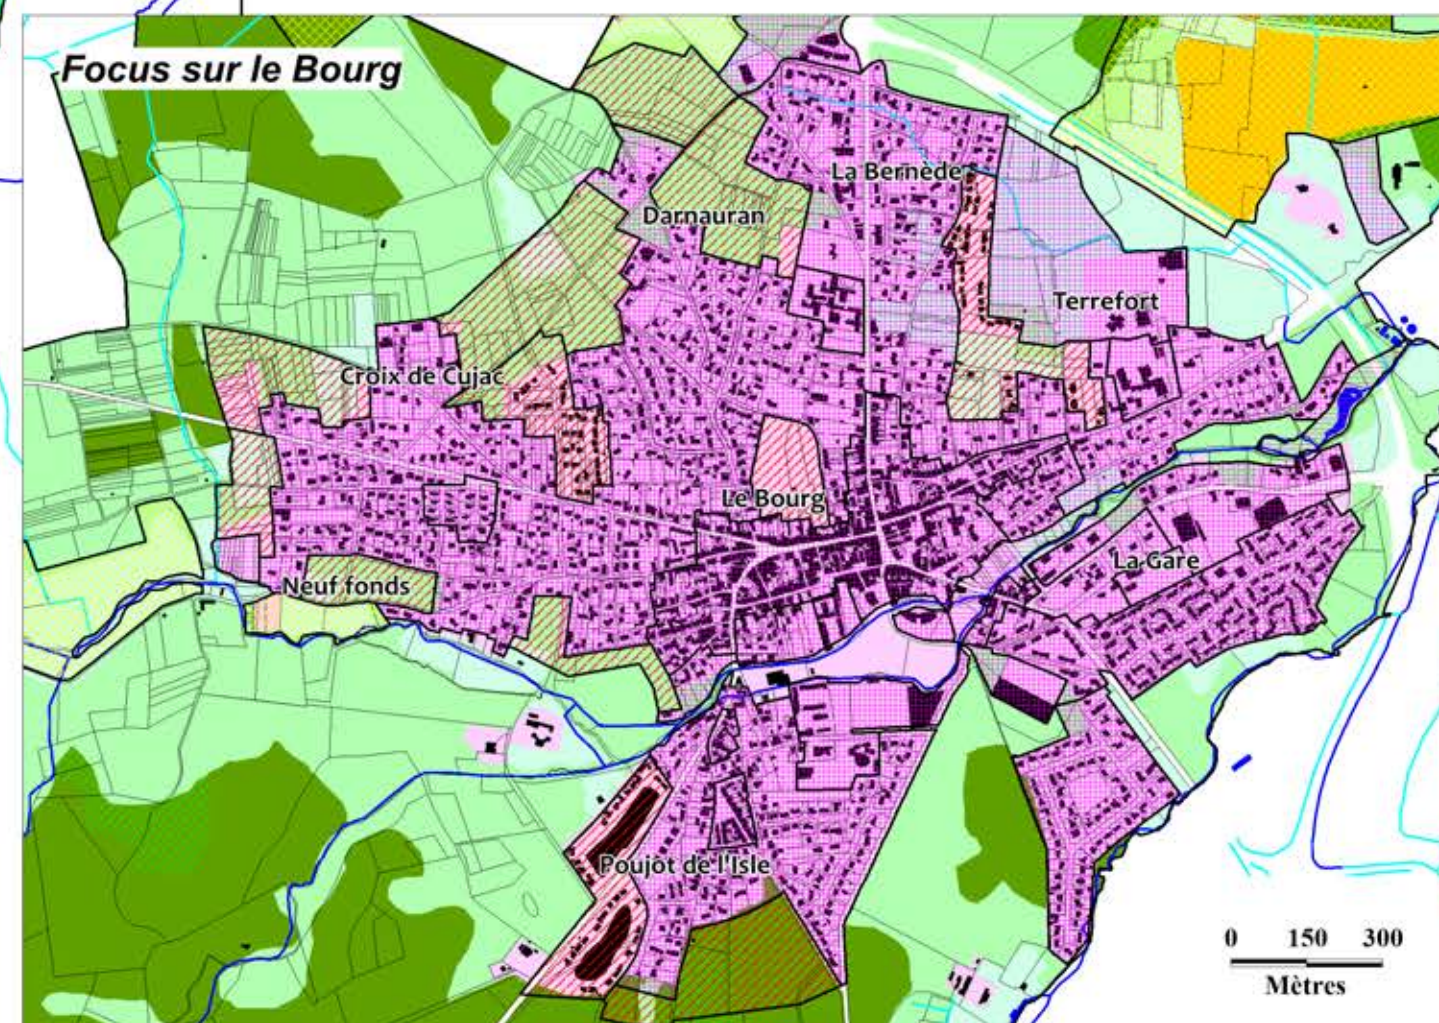 Focus sur le Bourg
La Bernède
Darnauran
Terrefort
Croix de Cujac
Le Bourg
La Gare
Neuf fonds
Poujot de l'Isle
0 150 300
Mètres